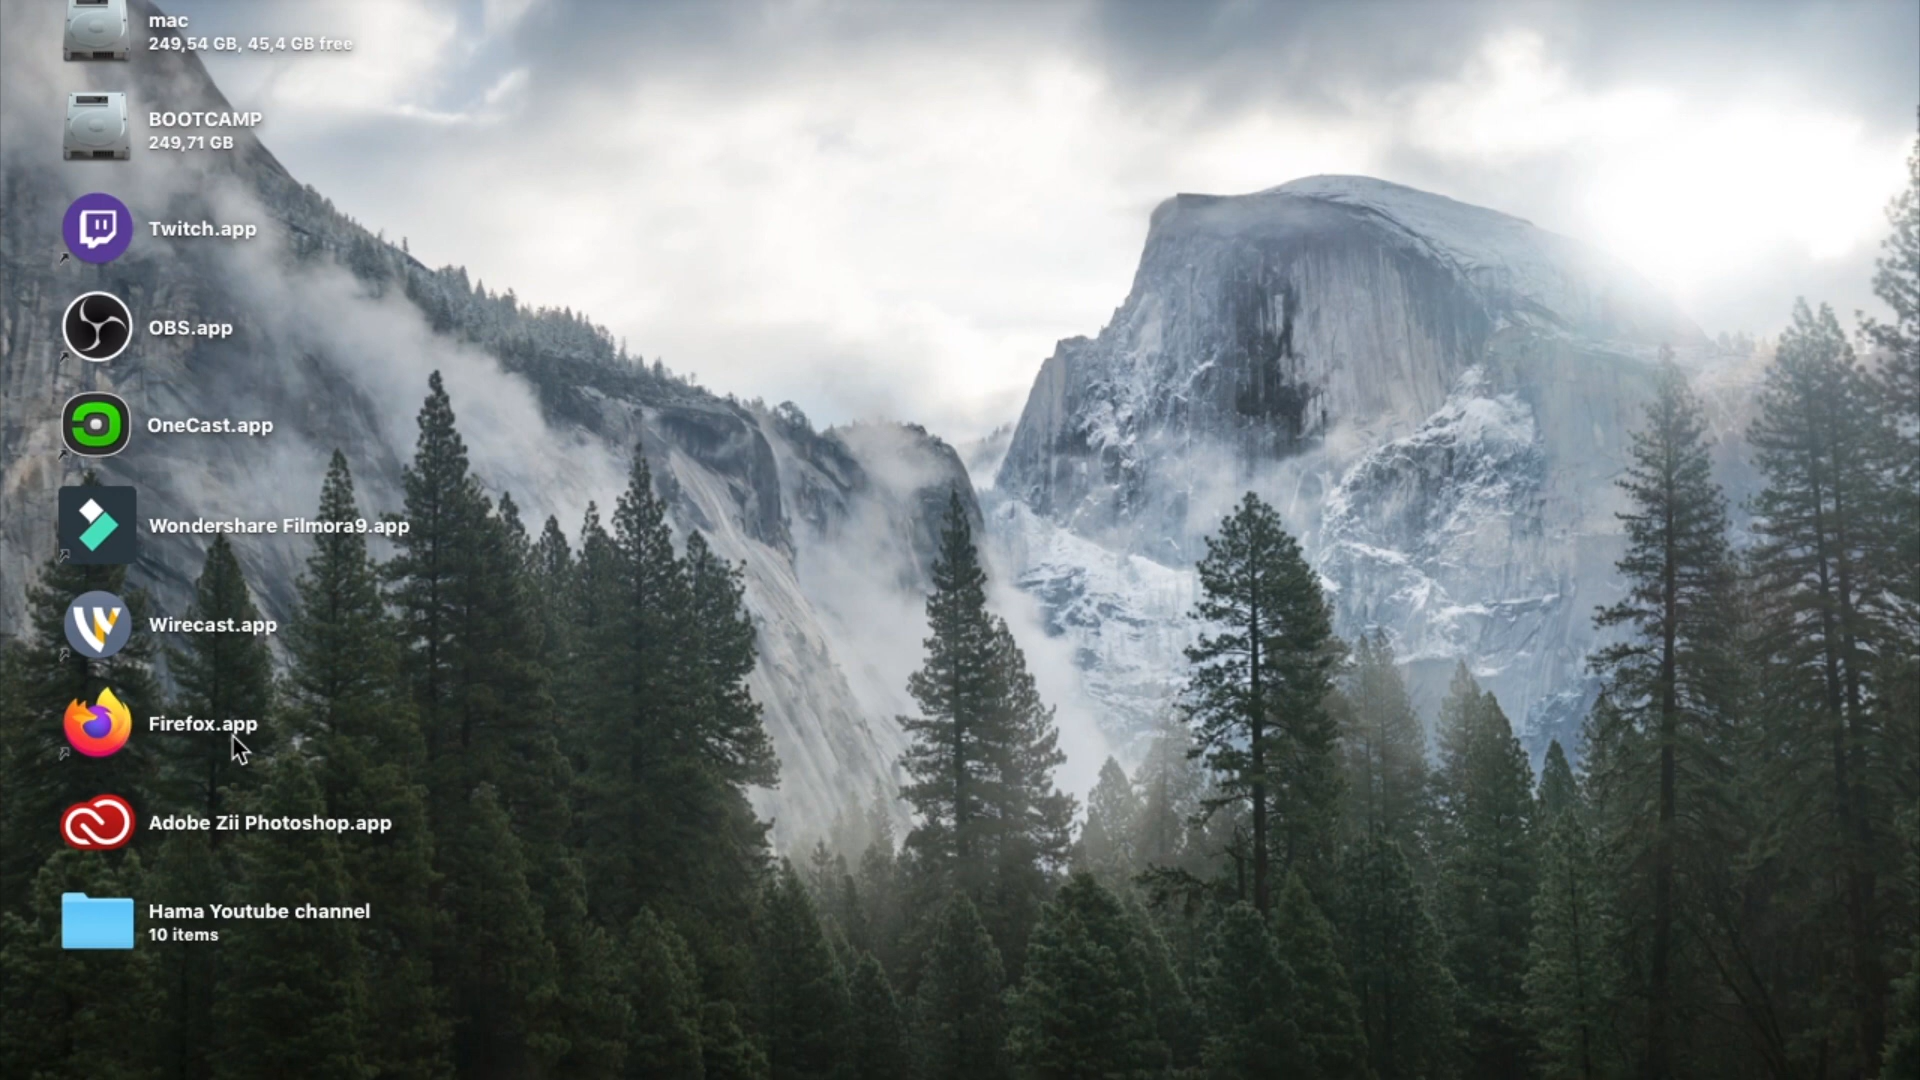 mac
249,54 GB, 45,4 GB free
BOOTCAMP
249,71 GB
Twitch.app
OBS.app
OneCast.app
Wondershare Filmora9.app
Wirecast.app
Firefox.app
Adobe Zii Photoshop.app
Hama Youtube channel
10 items